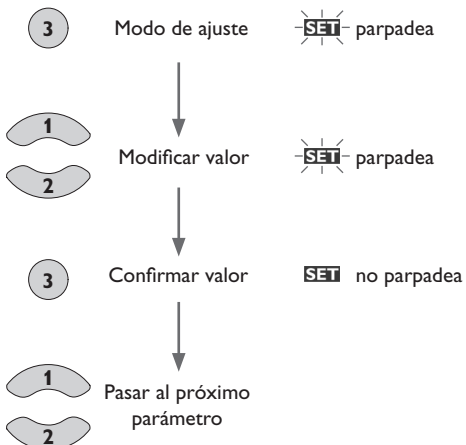 3 Modo de ajuste SET parpadea
1
Modificar valor SET parpadea
2
3 Confirmar valor SET no parpadea
1
Pasar al próximo
parámetro
2